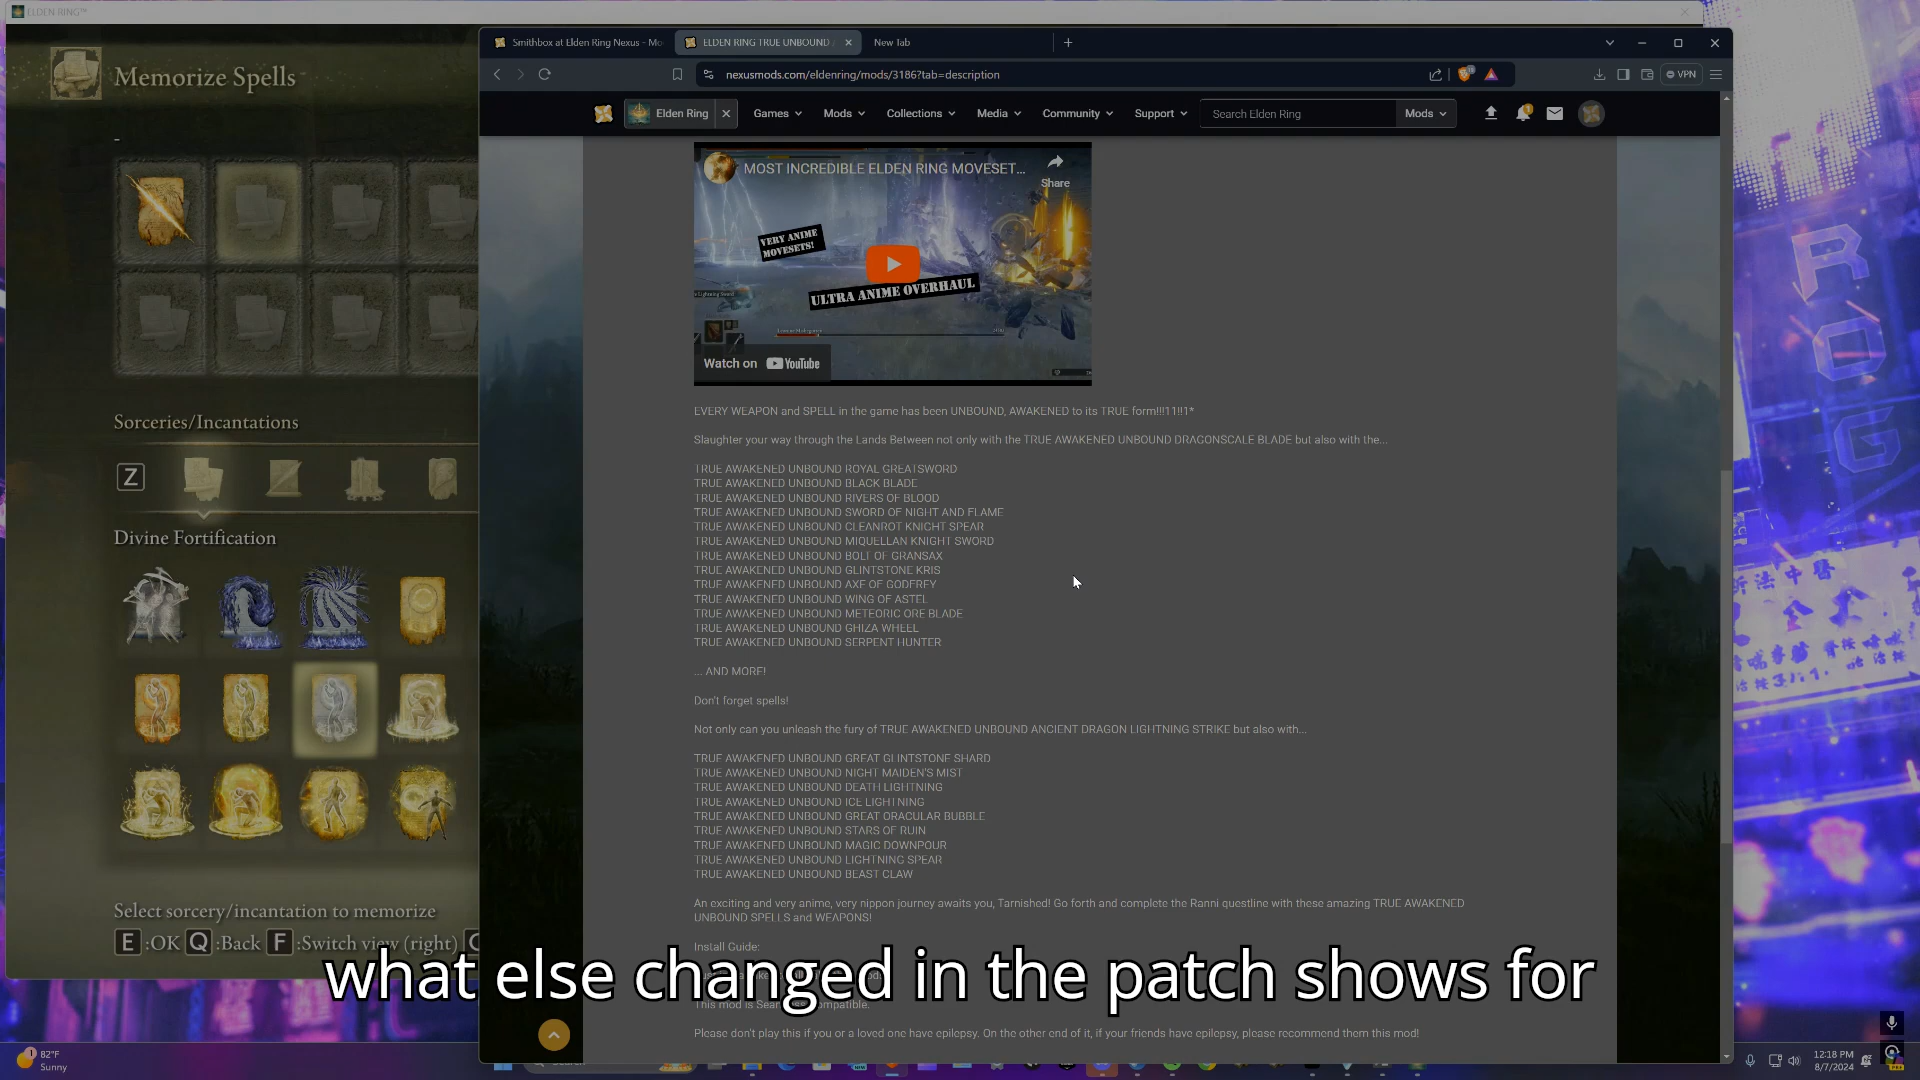 ELDEN RING™
Memorize Spells
-
Sorceries/Incantations
Z
Divine Fortification
Select sorcery/incantation to memorize
E :OK Q :Back F :Switch view (right)
Smithbox at Elden Ring Nexus - Mo
ELDEN RING TRUE UNBOUND
New Tab
nexusmods.com/eldenring/mods/3186?tab=description
VPN
Elden Ring
Games
Mods
Collections
Media
Community
Support
Search Elden Ring
Mods
MOST INCREDIBLE ELDEN RING MOVESET...
Share
VERY ANIME
MOVESETS!
ULTRA ANIME OVERHAUL
Watch on YouTube
EVERY WEAPON and SPELL in the game has been UNBOUND, AWAKENED to its TRUE form!!!11!!1*
Slaughter your way through the Lands Between not only with the TRUE AWAKENED UNBOUND DRAGONSCALE BLADE but also with the...
TRUE AWAKENED UNBOUND ROYAL GREATSWORD
TRUE AWAKENED UNBOUND BLACK BLADE
TRUE AWAKENED UNBOUND RIVERS OF BLOOD
TRUE AWAKENED UNBOUND SWORD OF NIGHT AND FLAME
TRUE AWAKENED UNBOUND CLEANROT KNIGHT SPEAR
TRUE AWAKENED UNBOUND MIQUELLAN KNIGHT SWORD
TRUE AWAKENED UNBOUND BOLT OF GRANSAX
TRUE AWAKENED UNBOUND GLINTSTONE KRIS
TRUE AWAKENED UNBOUND AXE OF GODFREY
TRUE AWAKENED UNBOUND WING OF ASTEL
TRUE AWAKENED UNBOUND METEORIC ORE BLADE
TRUE AWAKENED UNBOUND GHIZA WHEEL
TRUE AWAKENED UNBOUND SERPENT HUNTER
... AND MORE!
Don't forget spells!
Not only can you unleash the fury of TRUE AWAKENED UNBOUND ANCIENT DRAGON LIGHTNING STRIKE but also with...
TRUE AWAKENED UNBOUND GREAT GLINTSTONE SHARD
TRUE AWAKENED UNBOUND NIGHT MAIDEN'S MIST
TRUE AWAKENED UNBOUND DEATH LIGHTNING
TRUE AWAKENED UNBOUND ICE LIGHTNING
TRUE AWAKENED UNBOUND GREAT ORACULAR BUBBLE
TRUE AWAKENED UNBOUND STARS OF RUIN
TRUE AWAKENED UNBOUND MAGIC DOWNPOUR
TRUE AWAKENED UNBOUND LIGHTNING SPEAR
TRUE AWAKENED UNBOUND BEAST CLAW
An exciting and very anime, very nippon journey awaits you, Tarnished! Go forth and complete the Ranni questline with these amazing TRUE AWAKENED
UNBOUND SPELLS and WEAPONS!
Install Guide:
what else changed in the patch shows for
This mod is
Please don't play this if you or a loved one have epilepsy. On the other end of it, if your friends have epilepsy, please recommend them this mod!
ROG
82°F
Sunny
12:18 PM
8/7/2024